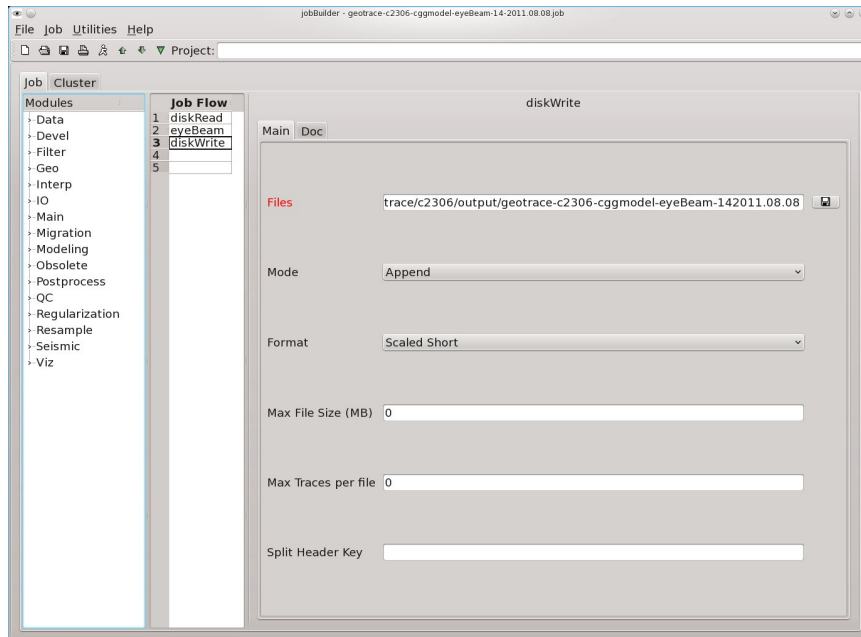 jobBuilder - geotrace-c2306-cggmodel-eyeBeam-14-2011.08.08.job
File Job Utilities Help
Project:
Job Cluster
Modules
Data
Devel
Filter
Geo
Interp
IO
Main
Migration
Modeling
Obsolete
Postprocess
QC
Regularization
Resample
Seismic
Viz
Job Flow
1 diskRead
2 eyeBeam
3 diskWrite
4
5
diskWrite
Main Doc
Files trace/c2306/output/geotrace-c2306-cggmodel-eyeBeam-142011.08.08
Mode Append
Format Scaled Short
Max File Size (MB) 0
Max Traces per file 0
Split Header Key